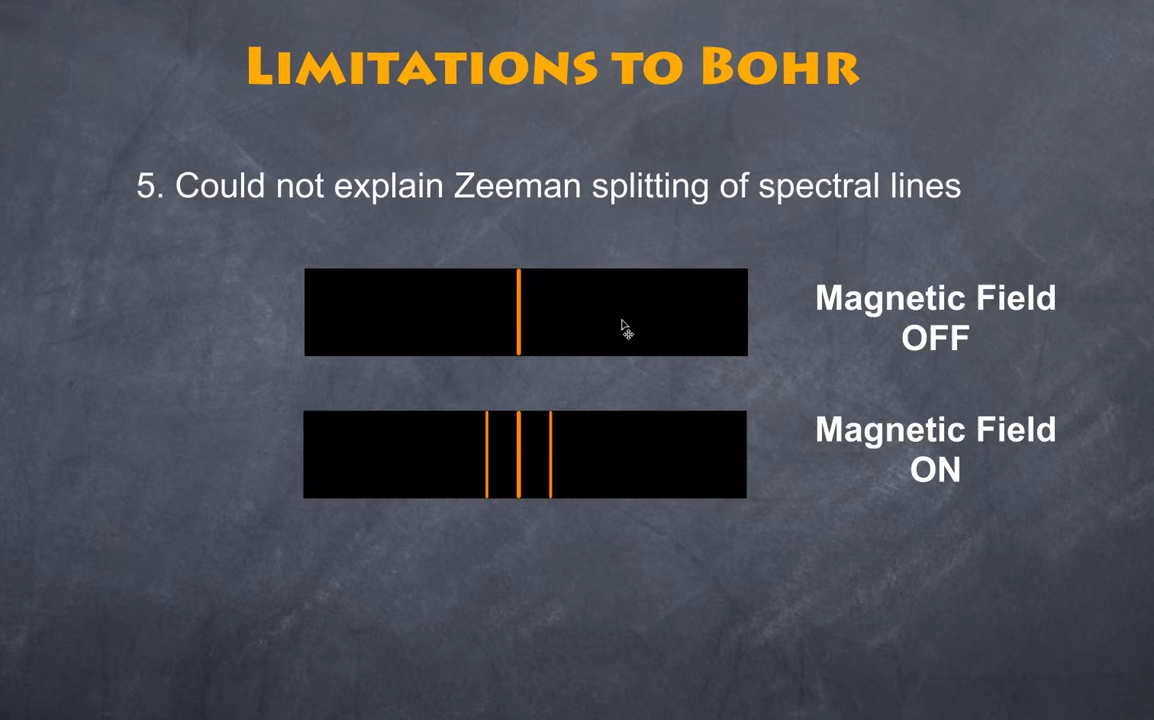 Limitations to Bohr
5. Could not explain Zeeman splitting of spectral lines
Magnetic Field
OFF
Magnetic Field
ON